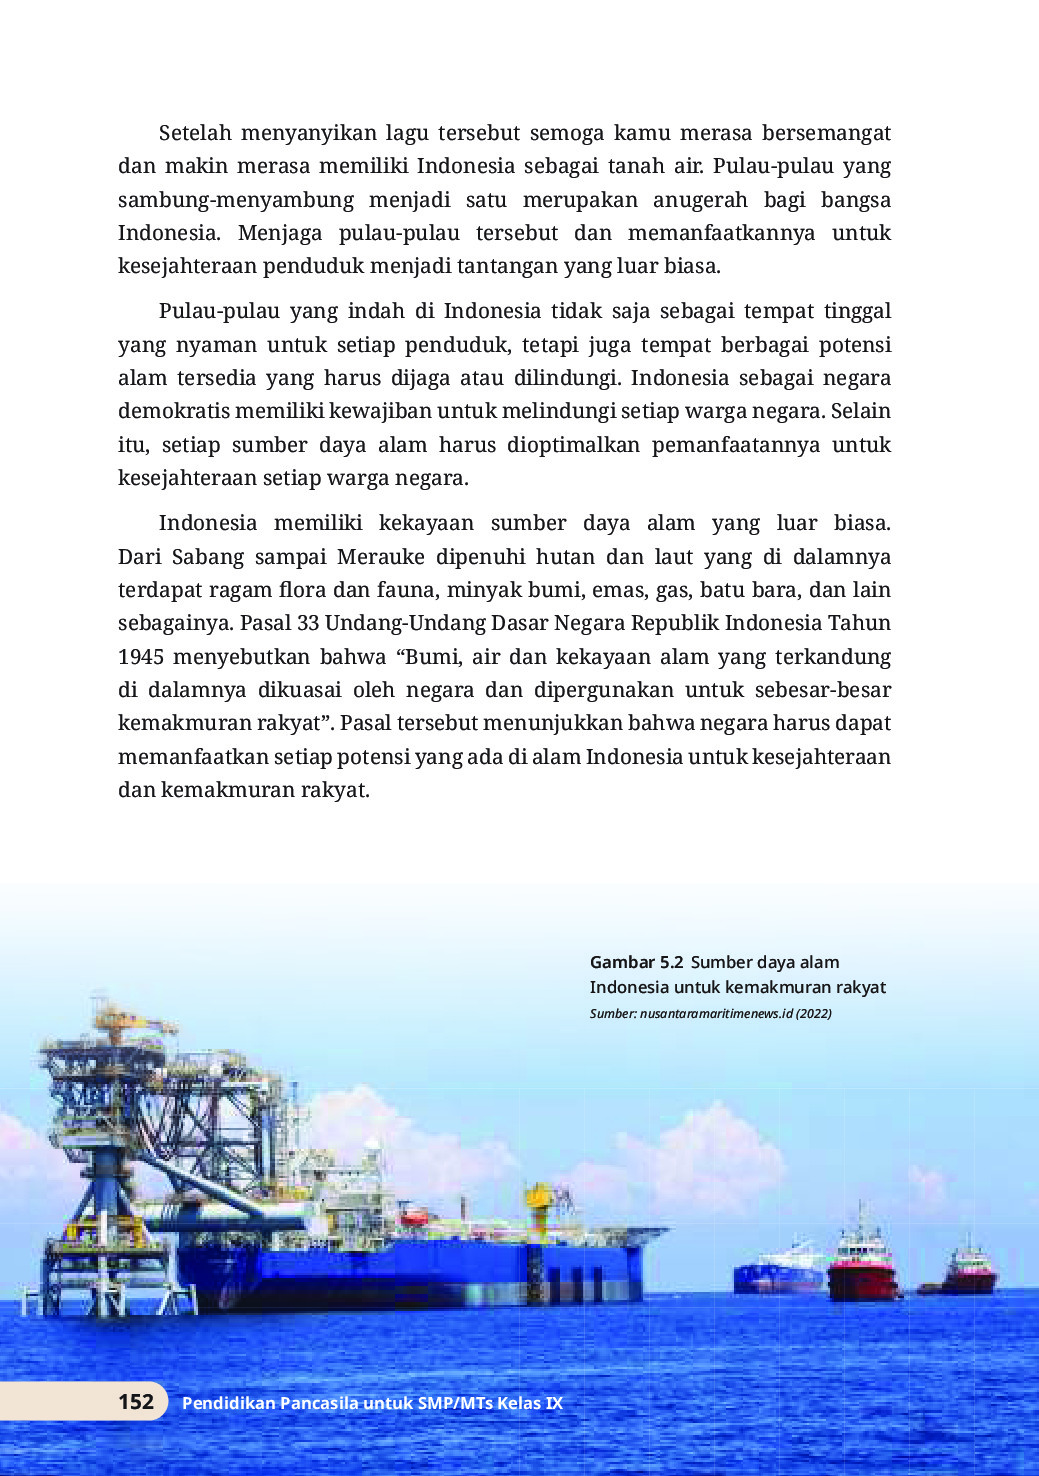 Setelah menyanyikan lagu tersebut semoga kamu merasa bersemangat
dan makin merasa memiliki Indonesia sebagai tanah air. Pulau-pulau yang
sambung-menyambung menjadi satu merupakan anugerah bagi bangsa
Indonesia. Menjaga pulau-pulau tersebut dan memanfaatkannya untuk
kesejahteraan penduduk menjadi tantangan yang luar biasa.
Pulau-pulau yang indah di Indonesia tidak saja sebagai tempat tinggal
yang nyaman untuk setiap penduduk, tetapi juga tempat berbagai potensi
alam tersedia yang harus dijaga atau dilindungi. Indonesia sebagai negara
demokratis memiliki kewajiban untuk melindungi setiap warga negara. Selain
itu, setiap sumber daya alam harus dioptimalkan pemanfaatannya untuk
kesejahteraan setiap warga negara.
Indonesia memiliki kekayaan sumber daya alam yang luar biasa.
Dari Sabang sampai Merauke dipenuhi hutan dan laut yang di dalamnya
terdapat ragam flora dan fauna, minyak bumi, emas, gas, batu bara, dan lain
sebagainya. Pasal 33 Undang-Undang Dasar Negara Republik Indonesia Tahun
1945 menyebutkan bahwa “Bumi, air dan kekayaan alam yang terkandung
di dalamnya dikuasai oleh negara dan dipergunakan untuk sebesar-besar
kemakmuran rakyat”. Pasal tersebut menunjukkan bahwa negara harus dapat
memanfaatkan setiap potensi yang ada di alam Indonesia untuk kesejahteraan
dan kemakmuran rakyat.
Gambar 5.2 Sumber daya alam
Indonesia untuk kemakmuran rakyat
Sumber: nusantaramaritimenews.id (2022)
152 Pendidikan Pancasila untuk SMP/MTs Kelas IX